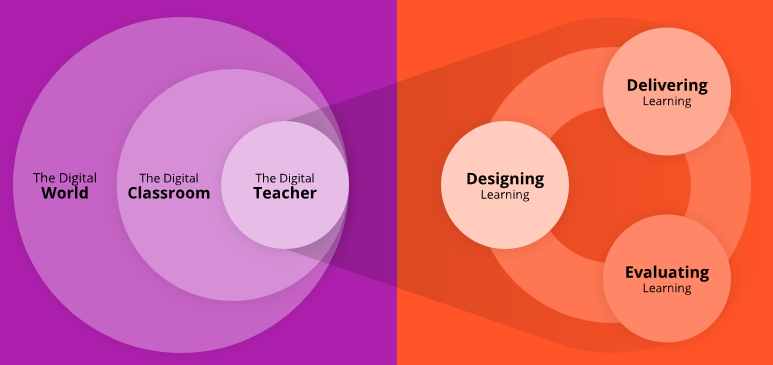 The Digital
World
The Digital
Classroom
The Digital
Teacher
Designing
Learning
Delivering
Learning
Evaluating
Learning